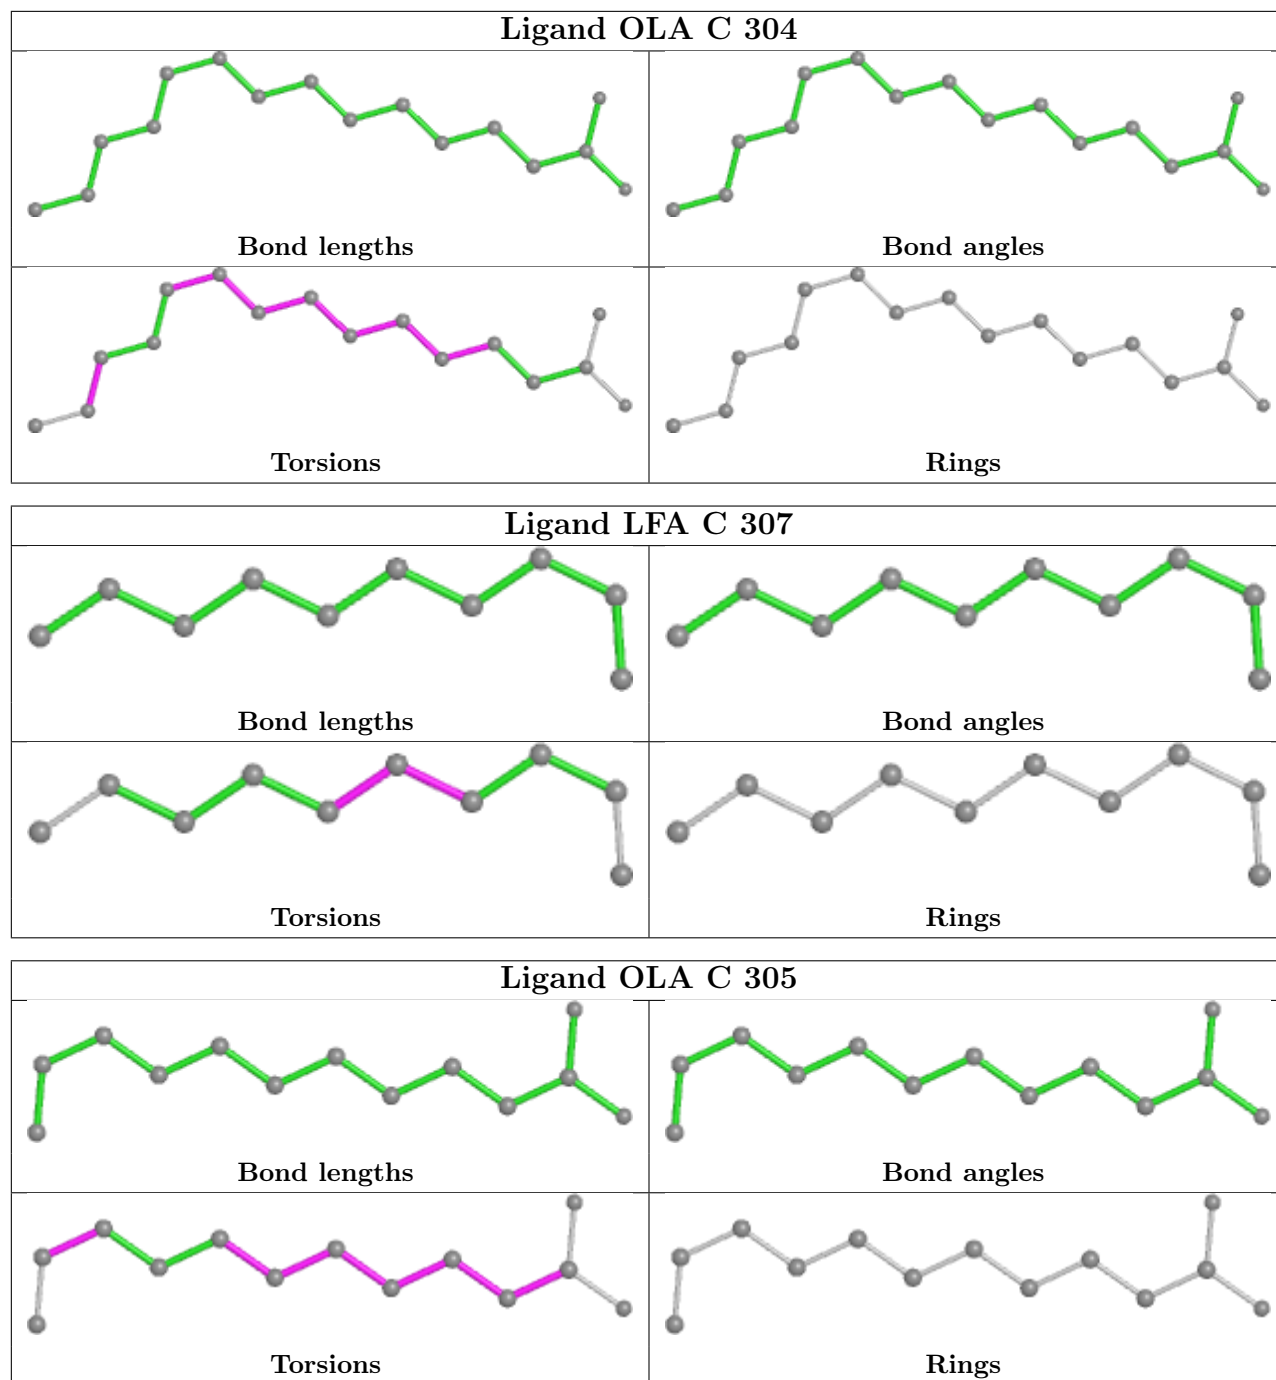 Ligand OLA C 304
Bond lengths
Bond angles
Torsions
Rings
Ligand LFA C 307
Bond lengths
Bond angles
Torsions
Rings
Ligand OLA C 305
Bond lengths
Bond angles
Torsions
Rings